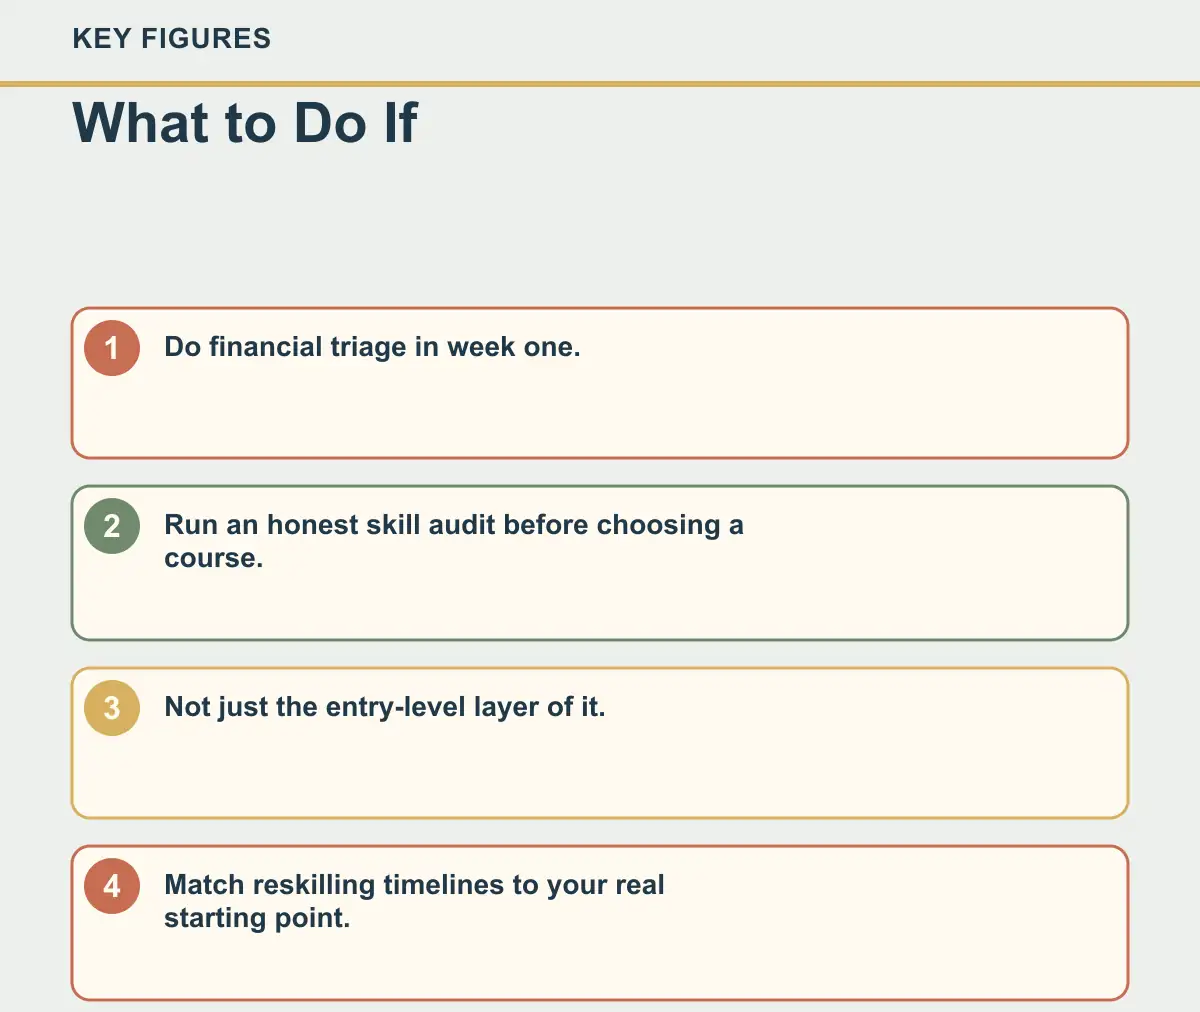 KEY FIGURES
What to Do If
1
Do financial triage in week one.
2
Run an honest skill audit before choosing a
course.
3
Not just the entry-level layer of it.
4
Match reskilling timelines to your real
starting point.